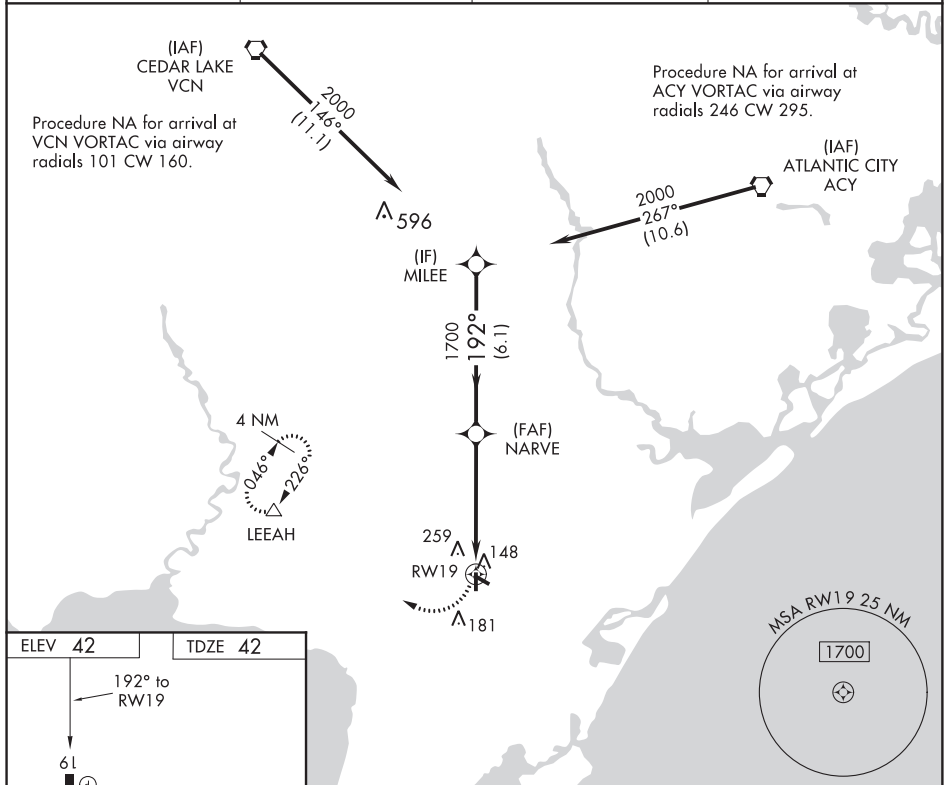 (IAF)
CEDAR LAKE
VCN
2000
146°
(11.1)
Procedure NA for arrival at
VCN VORTAC via airway
radials 101 CW 160.
Procedure NA for arrival at
ACY VORTAC via airway
radials 246 CW 295.
(IAF)
ATLANTIC CITY
ACY
2000
267°
(10.6)
596
(IF)
MILEE
1700
192°
(6.1)
(FAF)
NARVE
4 NM
046°
226°
LEEAH
259
148
RW19
181
MSA RW19 25 NM
1700
ELEV 42
TDZE 42
192° to
RW19
19